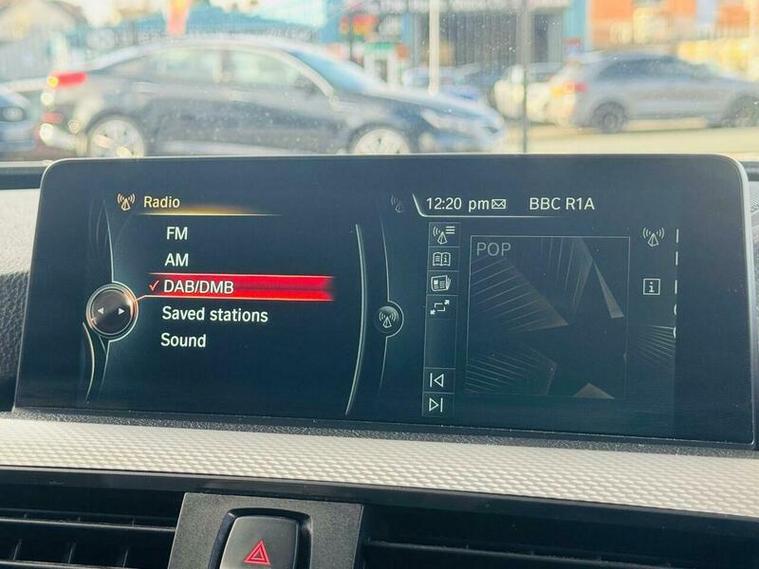 Radio
FM
AM
DAB/DMB
Saved stations
Sound
12:20 pm
BBC R1A
POP